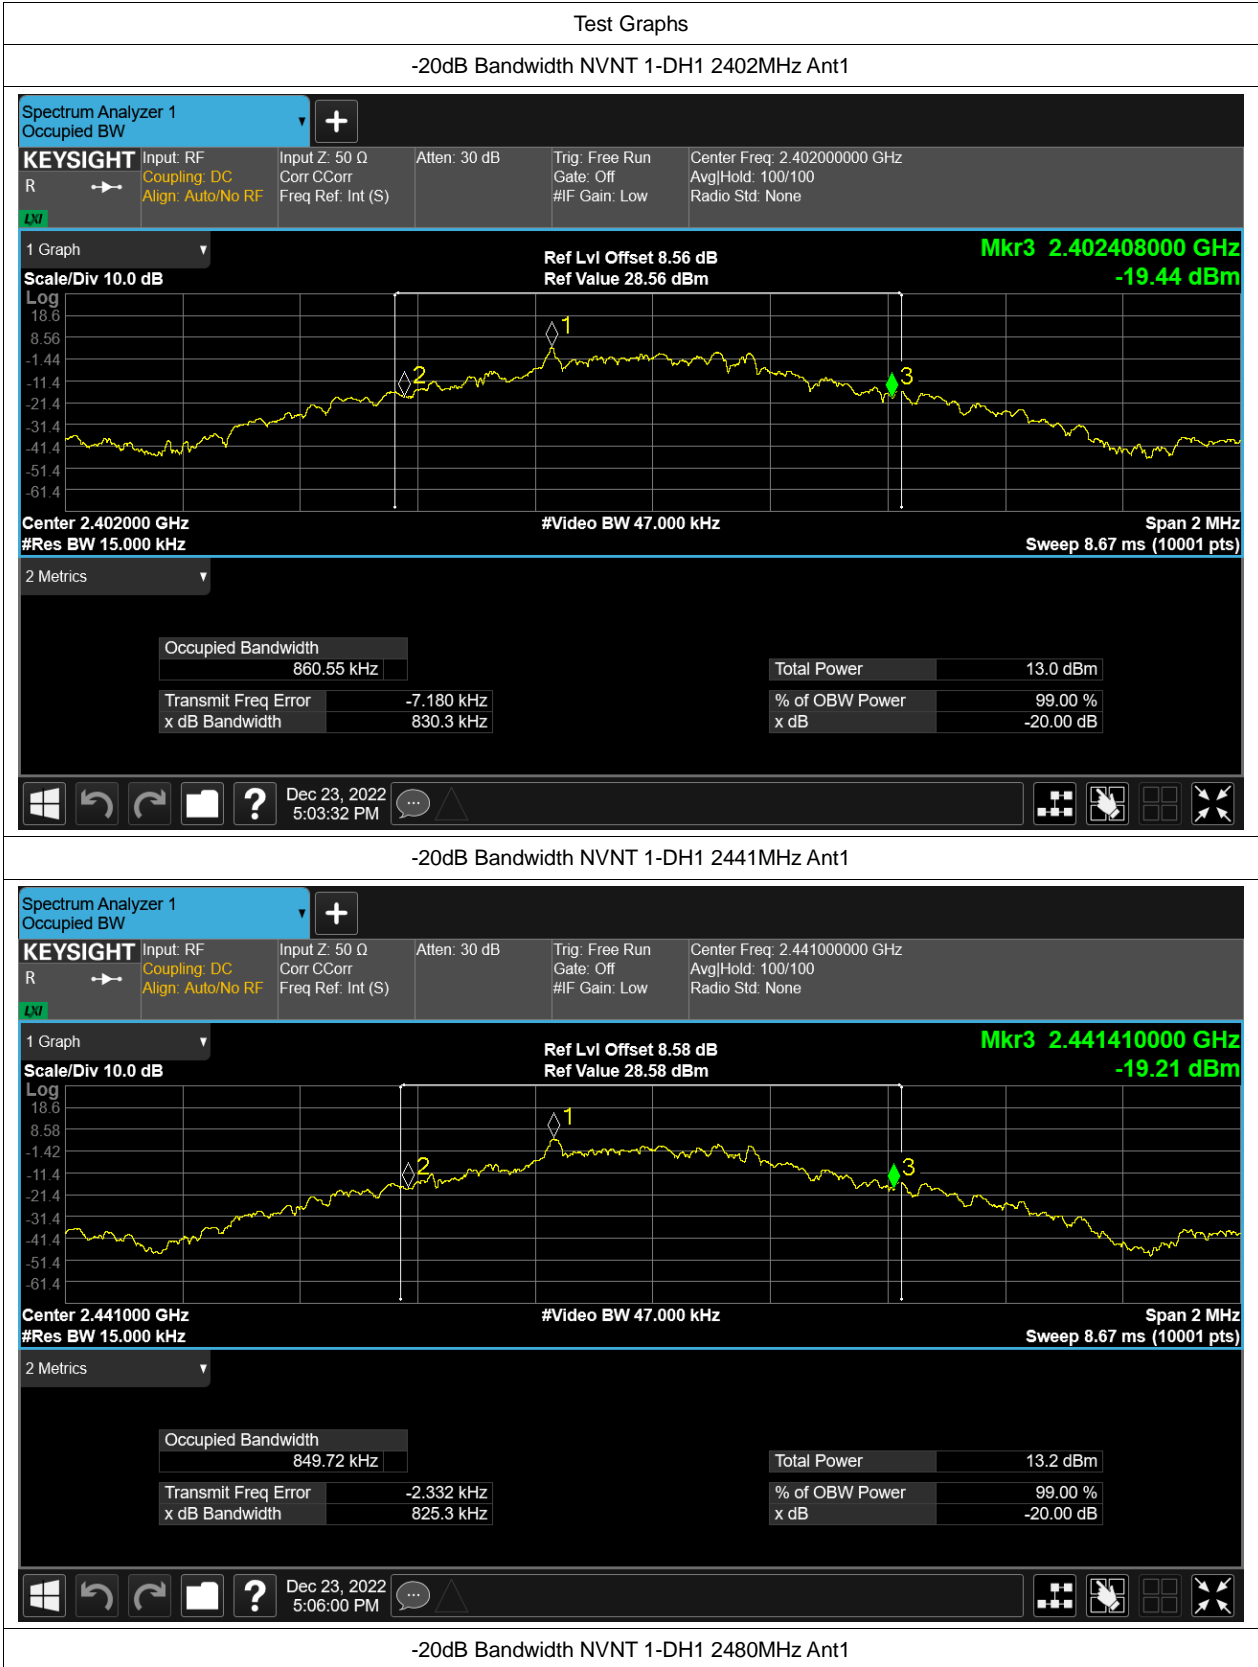 Test Graphs
-20dB Bandwidth NVNT 1-DH1 2402MHz Ant1
Spectrum Analyzer 1
Occupied BW
KEYSIGHT Input: RF Input Z: 50 Ω Atten: 30 dB Trig: Free Run Center Freq: 2.402000000 GHz
R Coupling: DC Corr CCorr Gate: Off Avg|Hold: 100/100
Align: Auto/No RF Freq Ref: Int (S) #IF Gain: Low Radio Std: None
LXI
1 Graph Ref Lvl Offset 8.56 dB Mkr3 2.402408000 GHz
Scale/Div 10.0 dB Ref Value 28.56 dBm -19.44 dBm
Log
18.6
8.56
-1.44
-11.4
-21.4
-31.4
-41.4
-51.4
-61.4
1
2
3
Center 2.402000 GHz #Video BW 47.000 kHz Span 2 MHz
#Res BW 15.000 kHz Sweep 8.67 ms (10001 pts)
2 Metrics
Occupied Bandwidth
860.55 kHz Total Power 13.0 dBm
Transmit Freq Error -7.180 kHz % of OBW Power 99.00 %
x dB Bandwidth 830.3 kHz x dB -20.00 dB
? Dec 23, 2022
5:03:32 PM
-20dB Bandwidth NVNT 1-DH1 2441MHz Ant1
Spectrum Analyzer 1
Occupied BW
KEYSIGHT Input: RF Input Z: 50 Ω Atten: 30 dB Trig: Free Run Center Freq: 2.441000000 GHz
R Coupling: DC Corr CCorr Gate: Off Avg|Hold: 100/100
Align: Auto/No RF Freq Ref: Int (S) #IF Gain: Low Radio Std: None
LXI
1 Graph Ref Lvl Offset 8.58 dB Mkr3 2.441410000 GHz
Scale/Div 10.0 dB Ref Value 28.58 dBm -19.21 dBm
Log
18.6
8.58
-1.42
-11.4
-21.4
-31.4
-41.4
-51.4
-61.4
1
2
3
Center 2.441000 GHz #Video BW 47.000 kHz Span 2 MHz
#Res BW 15.000 kHz Sweep 8.67 ms (10001 pts)
2 Metrics
Occupied Bandwidth
849.72 kHz Total Power 13.2 dBm
Transmit Freq Error -2.332 kHz % of OBW Power 99.00 %
x dB Bandwidth 825.3 kHz x dB -20.00 dB
? Dec 23, 2022
5:06:00 PM
-20dB Bandwidth NVNT 1-DH1 2480MHz Ant1